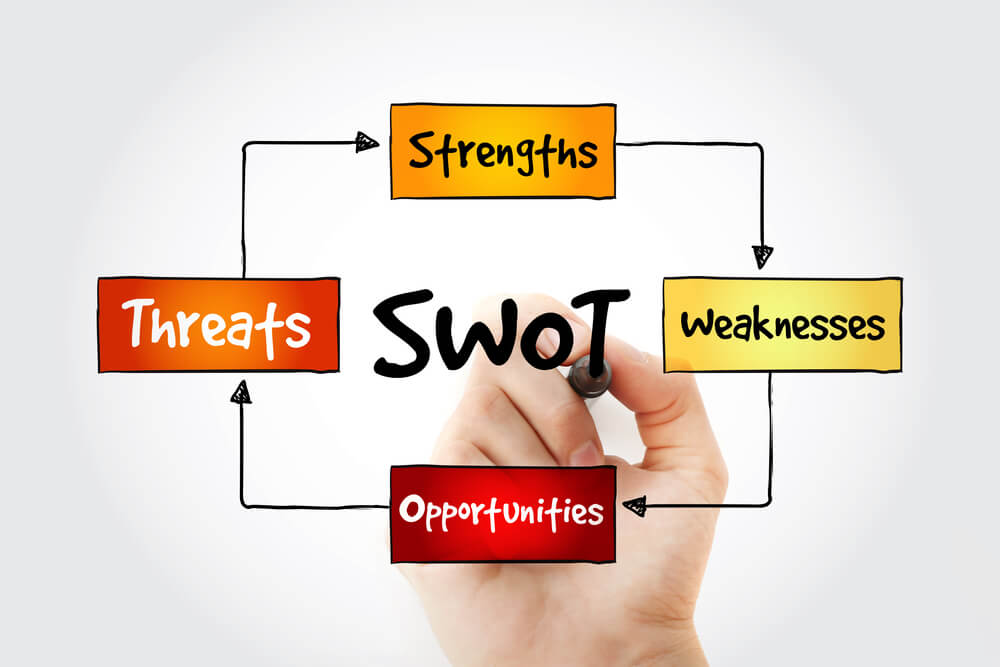 Strengths
Threats
SWOT
Weaknesses
Opportunities